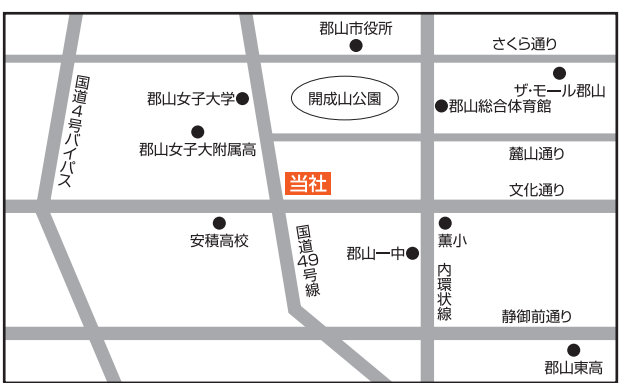 郡山市役所
さくら通り
国道4号バイパス
郡山女子大学
開成山公園
ザ・モール郡山
郡山総合体育館
郡山女子大附属高
麓山通り
当社
文化通り
安積高校
国道49号線
郡山一中
薫小
内環状線
静御前通り
郡山東高